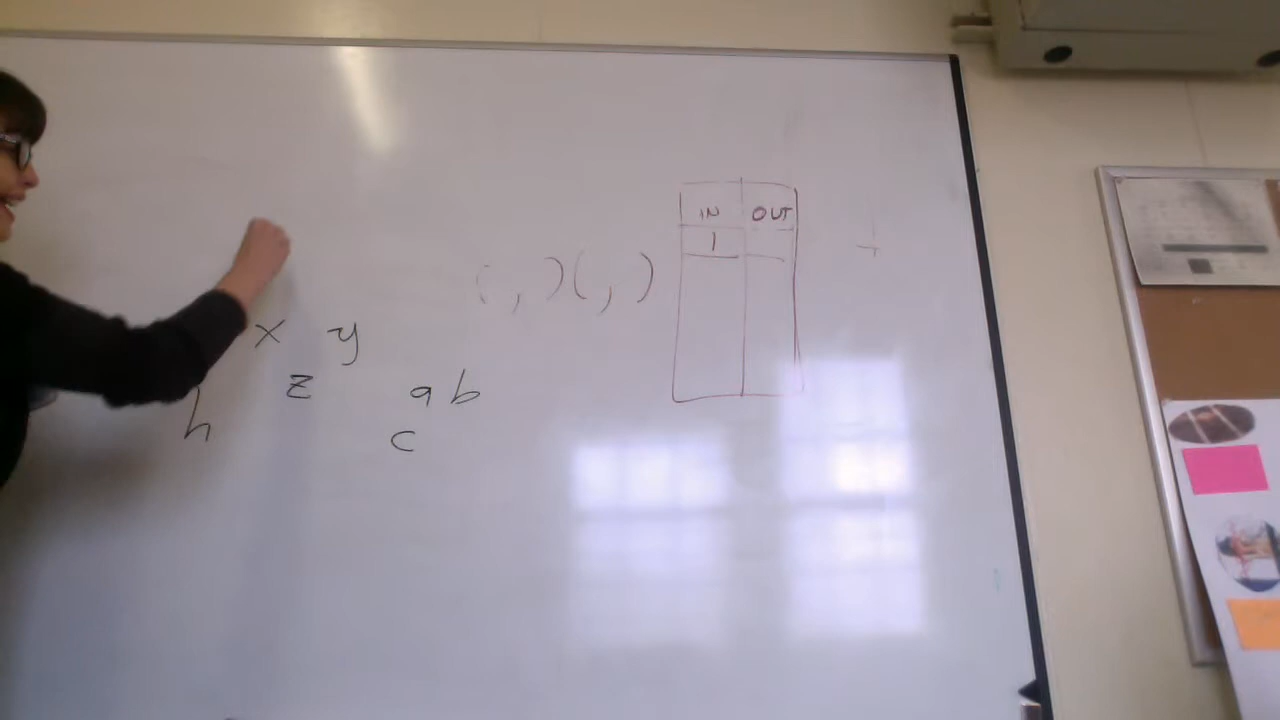 IN OUT
1
( , ) ( , )
x y
z a b
h c
+